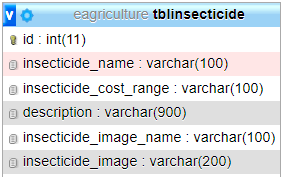 v eagriculture tblinsecticide
id : int(11)
insecticide_name : varchar(100)
insecticide_cost_range : varchar(100)
description : varchar(900)
insecticide_image_name : varchar(100)
insecticide_image : varchar(200)